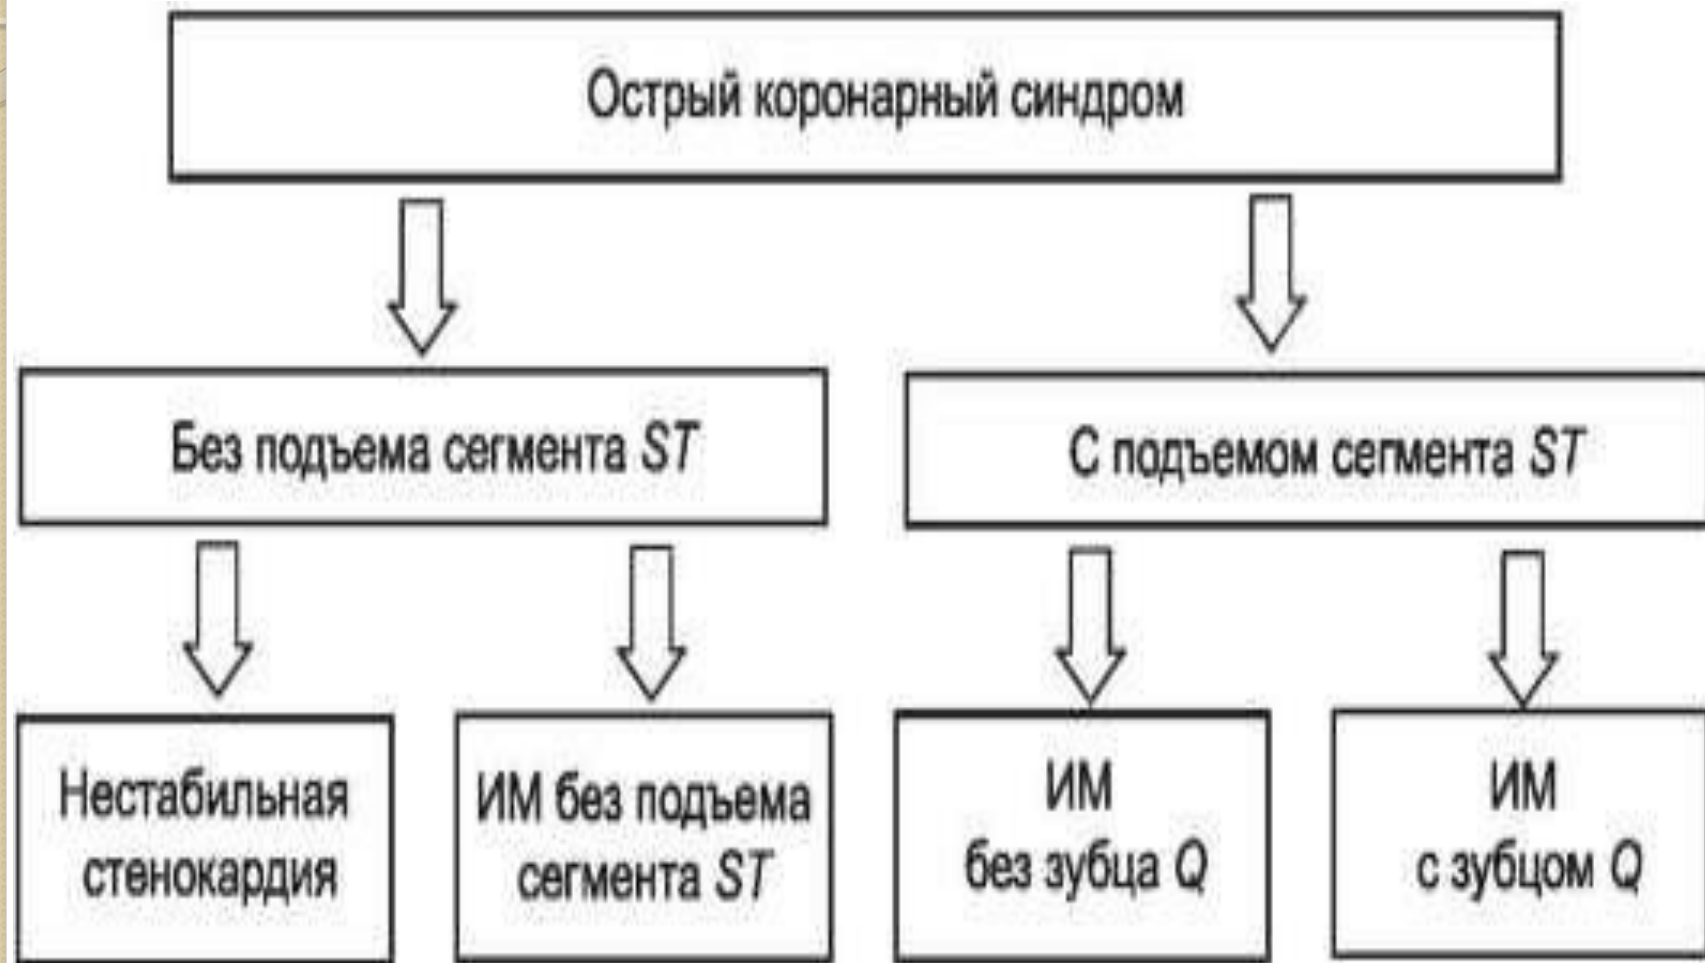 Острый коронарный синдром
Без подъема сегмента ST
С подъемом сегмента ST
Нестабильная
стенокардия
ИМ без подъема
сегмента ST
ИМ
без зубца Q
ИМ
с зубцом Q